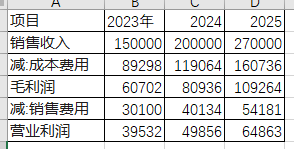 A B C D
项目 2023年 2024 2025
销售收入 150000 200000 270000
减:成本费用 89298 119064 160736
毛利润 60702 80936 109264
减:销售费用 30100 40134 54181
营业利润 39532 49856 64863